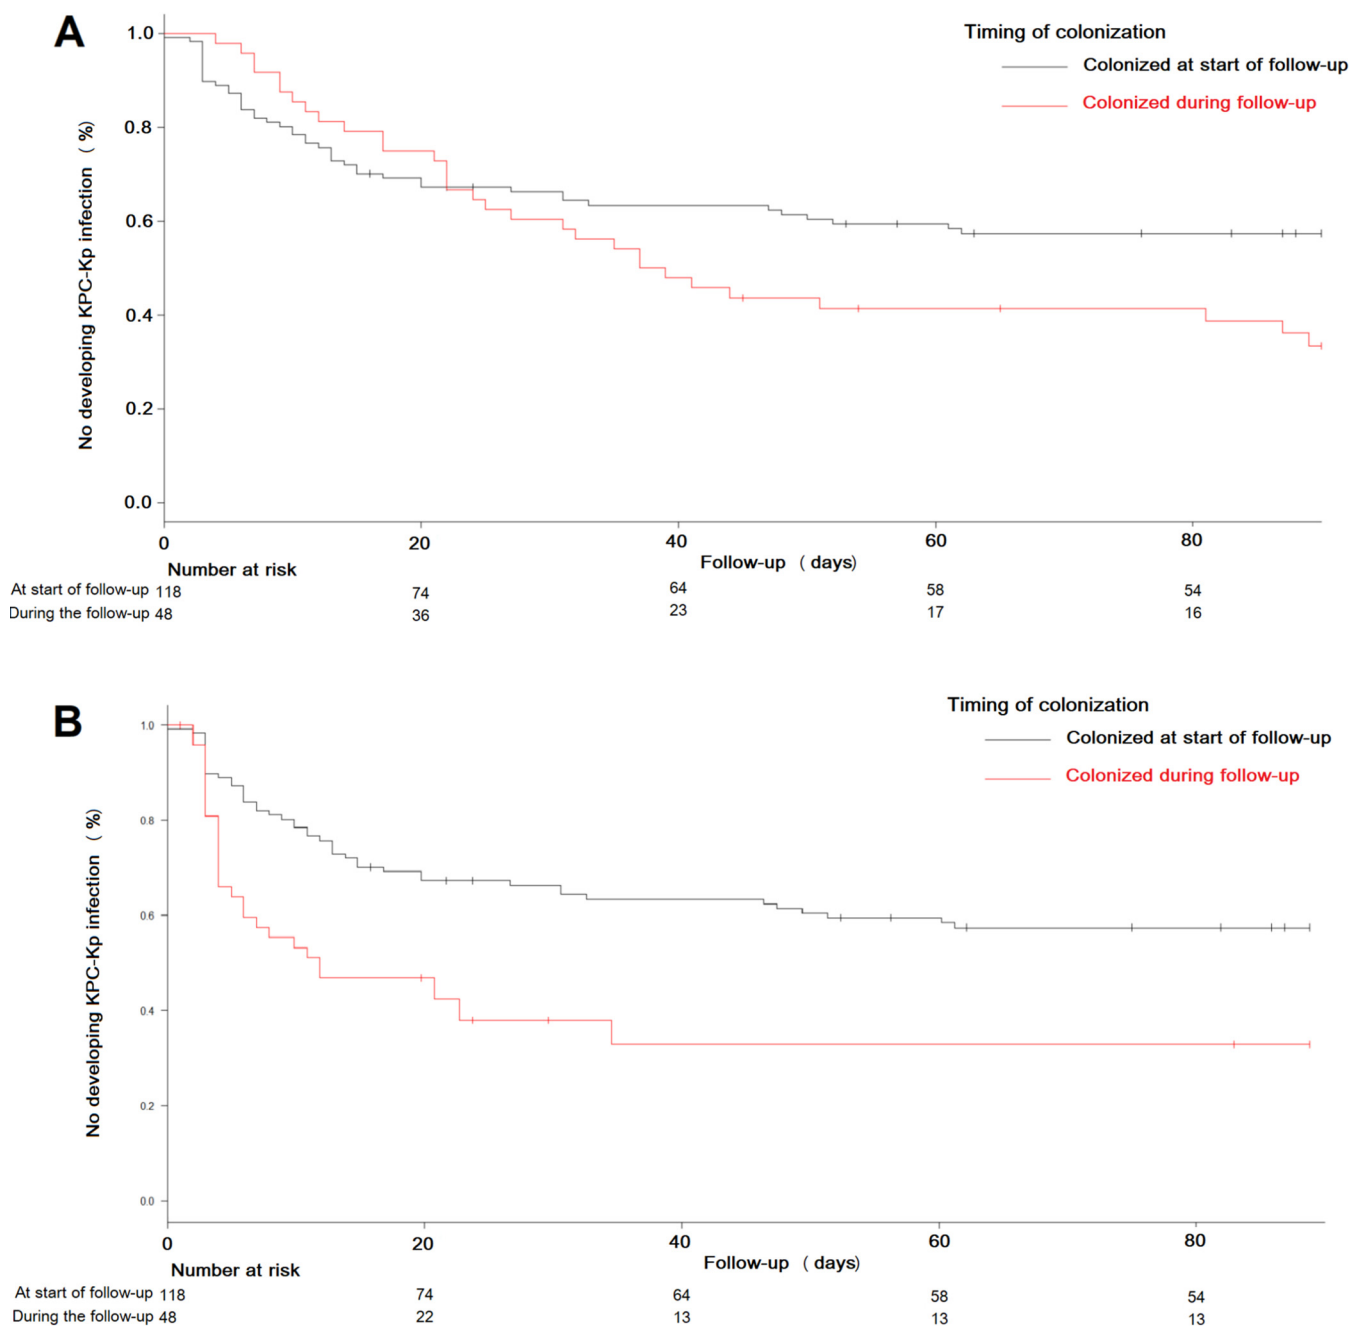 A
Timing of colonization
Colonized at start of follow-up
Colonized during follow-up
No developing KPC-Kp infection ( %)
1.0
0.8
0.6
0.4
0.2
0.0
0 20 40 60 80
Follow-up ( days)
Number at risk
At start of follow-up 118 74 64 58 54
During the follow-up 48 36 23 17 16
B
Timing of colonization
Colonized at start of follow-up
Colonized during follow-up
No developing KPC-Kp infection ( %)
1.0
0.8
0.6
0.4
0.2
0.0
0 20 40 60 80
Follow-up ( days)
Number at risk
At start of follow-up 118 74 64 58 54
During the follow-up 48 22 13 13 13